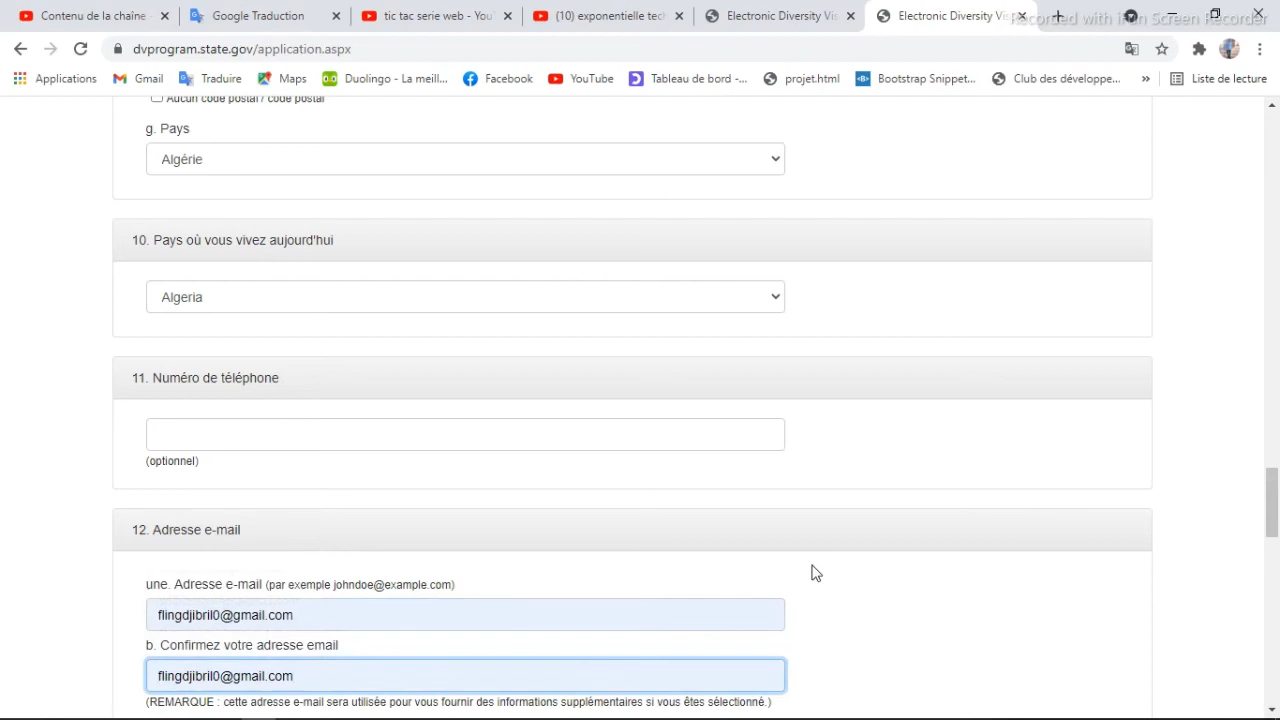 Contenu de la chaîne
Google Traduction
tic tac serie web - You
(10) exponentielle tech
Electronic Diversity Vis
Electronic Diversity Vis
Recorded with iFun Screen Recorder
dvprogram.state.gov/application.aspx
Applications
Gmail
Traduire
Maps
Duolingo - La meill...
Facebook
YouTube
Tableau de bord -...
projet.html
Bootstrap Snippet...
Club des développe...
»
Liste de lecture
Aucun code postal / code postal
g. Pays
Algérie
10. Pays où vous vivez aujourd'hui
Algeria
11. Numéro de téléphone
(optionnel)
12. Adresse e-mail
une. Adresse e-mail (par exemple johndoe@example.com)
flingdjibril0@gmail.com
b. Confirmez votre adresse email
flingdjibril0@gmail.com
(REMARQUE : cette adresse e-mail sera utilisée pour vous fournir des informations supplémentaires si vous êtes sélectionné.)